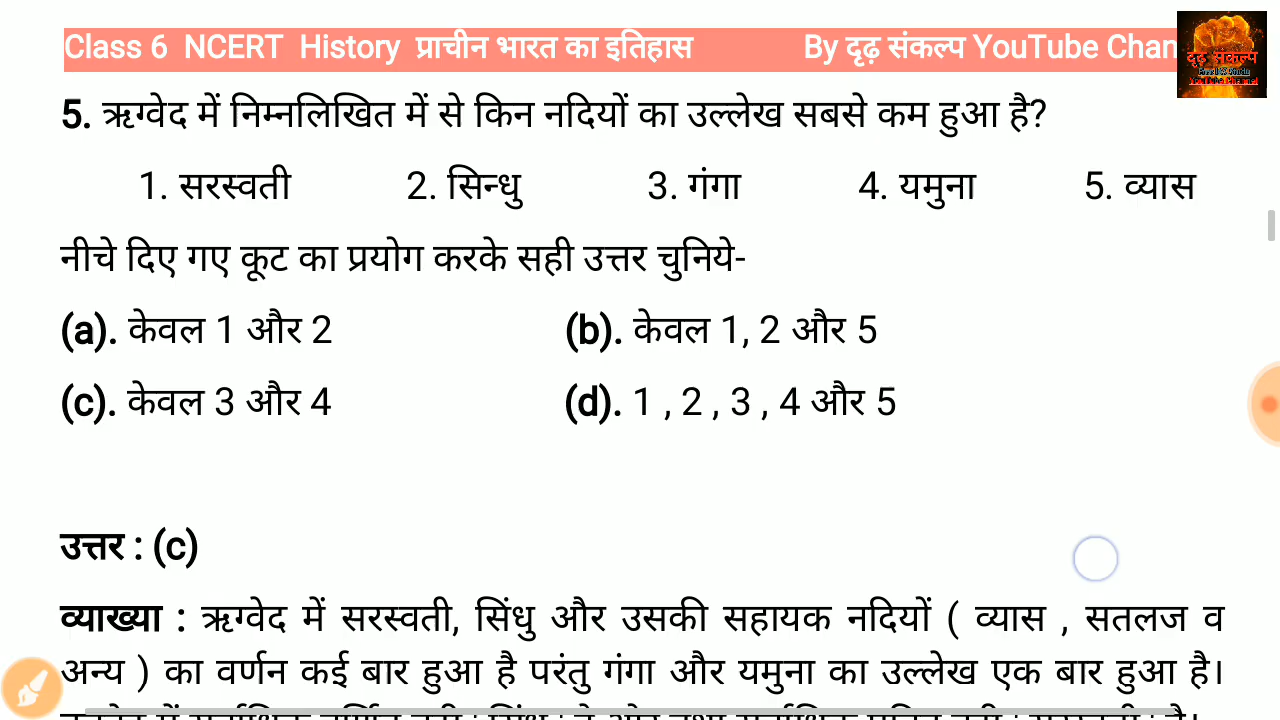 Class 6 NCERT History प्राचीन भारत का इतिहास By दृढ़ संकल्प YouTube Chan
दृढ़ संकल्प
5. ऋग्वेद में निम्नलिखित में से किन नदियों का उल्लेख सबसे कम हुआ है?
1. सरस्वती 2. सिन्धु 3. गंगा 4. यमुना 5. व्यास
नीचे दिए गए कूट का प्रयोग करके सही उत्तर चुनिये-
(a). केवल 1 और 2 (b). केवल 1, 2 और 5
(c). केवल 3 और 4 (d). 1 , 2 , 3 , 4 और 5
उत्तर : (c)
व्याख्या : ऋग्वेद में सरस्वती, सिंधु और उसकी सहायक नदियों ( व्यास , सतलज व
अन्य ) का वर्णन कई बार हुआ है परंतु गंगा और यमुना का उल्लेख एक बार हुआ है।